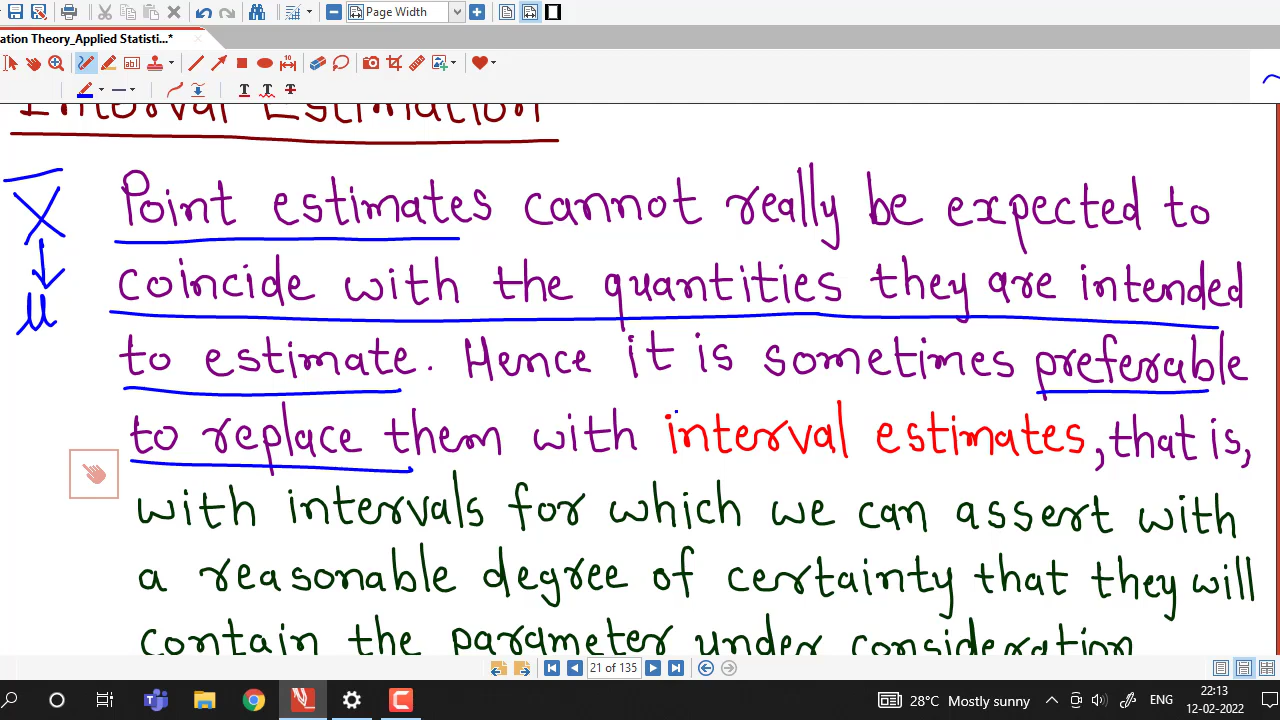 Page Width
ation Theory_Applied Statisti...*
Interval Estimation
X
Point estimates cannot really be expected to
coincide with the quantities they are intended
μ
to estimate. Hence it is sometimes preferable
to replace them with interval estimates, that is,
with intervals for which we can assert with
a reasonable degree of certainty that they will
contain the parameter under consideration
21 of 135
28°C Mostly sunny
ENG
22:13
12-02-2022